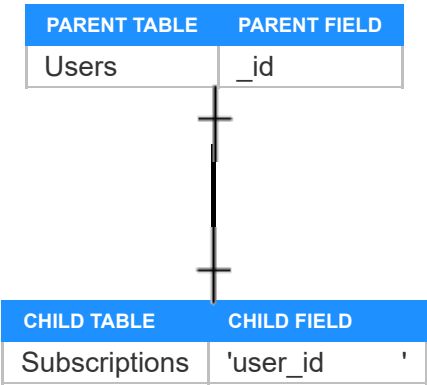 PARENT TABLE PARENT FIELD
Users _id
CHILD TABLE CHILD FIELD
Subscriptions 'user_id '